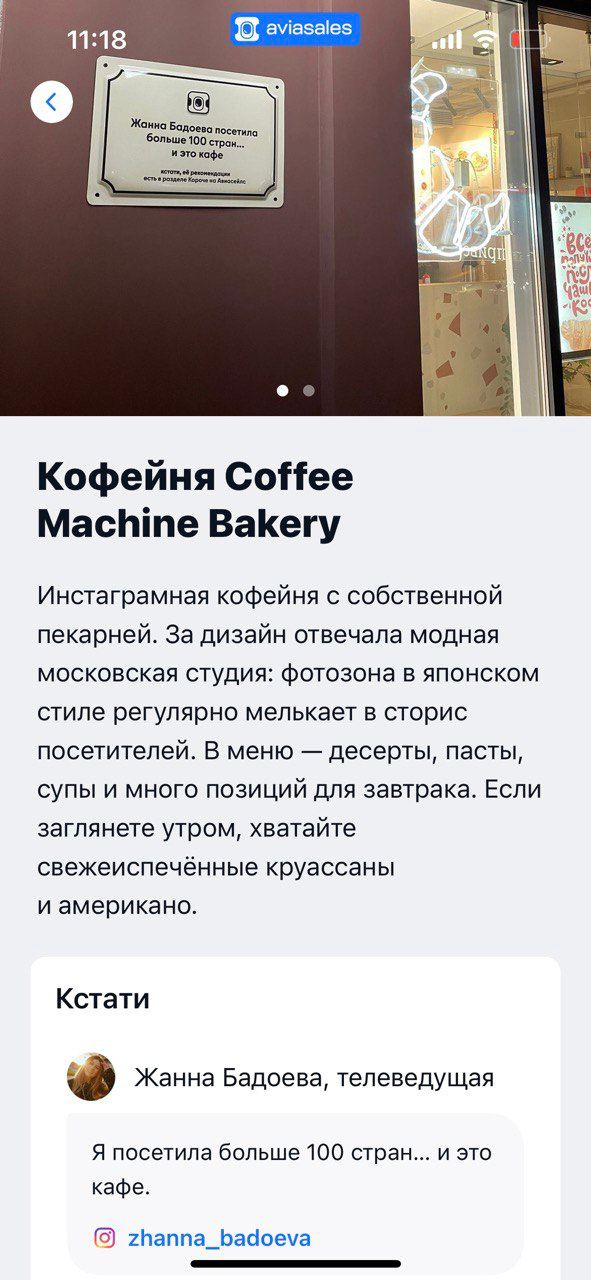 11:18
aviasales
Жанна Бадоева посетила
больше 100 стран...
и это кафе
кстати, её рекомендации
есть в разделе Короче на Авиасейлс
Кофейня Coffee
Machine Bakery
Инстаграмная кофейня с собственной
пекарней. За дизайн отвечала модная
московская студия: фотозона в японском
стиле регулярно мелькает в сторис
посетителей. В меню — десерты, пасты,
супы и много позиций для завтрака. Если
заглянете утром, хватайте
свежеиспечённые круассаны
и американо.
Кстати
Жанна Бадоева, телеведущая
Я посетила больше 100 стран... и это
кафе.
zhanna_badoeva